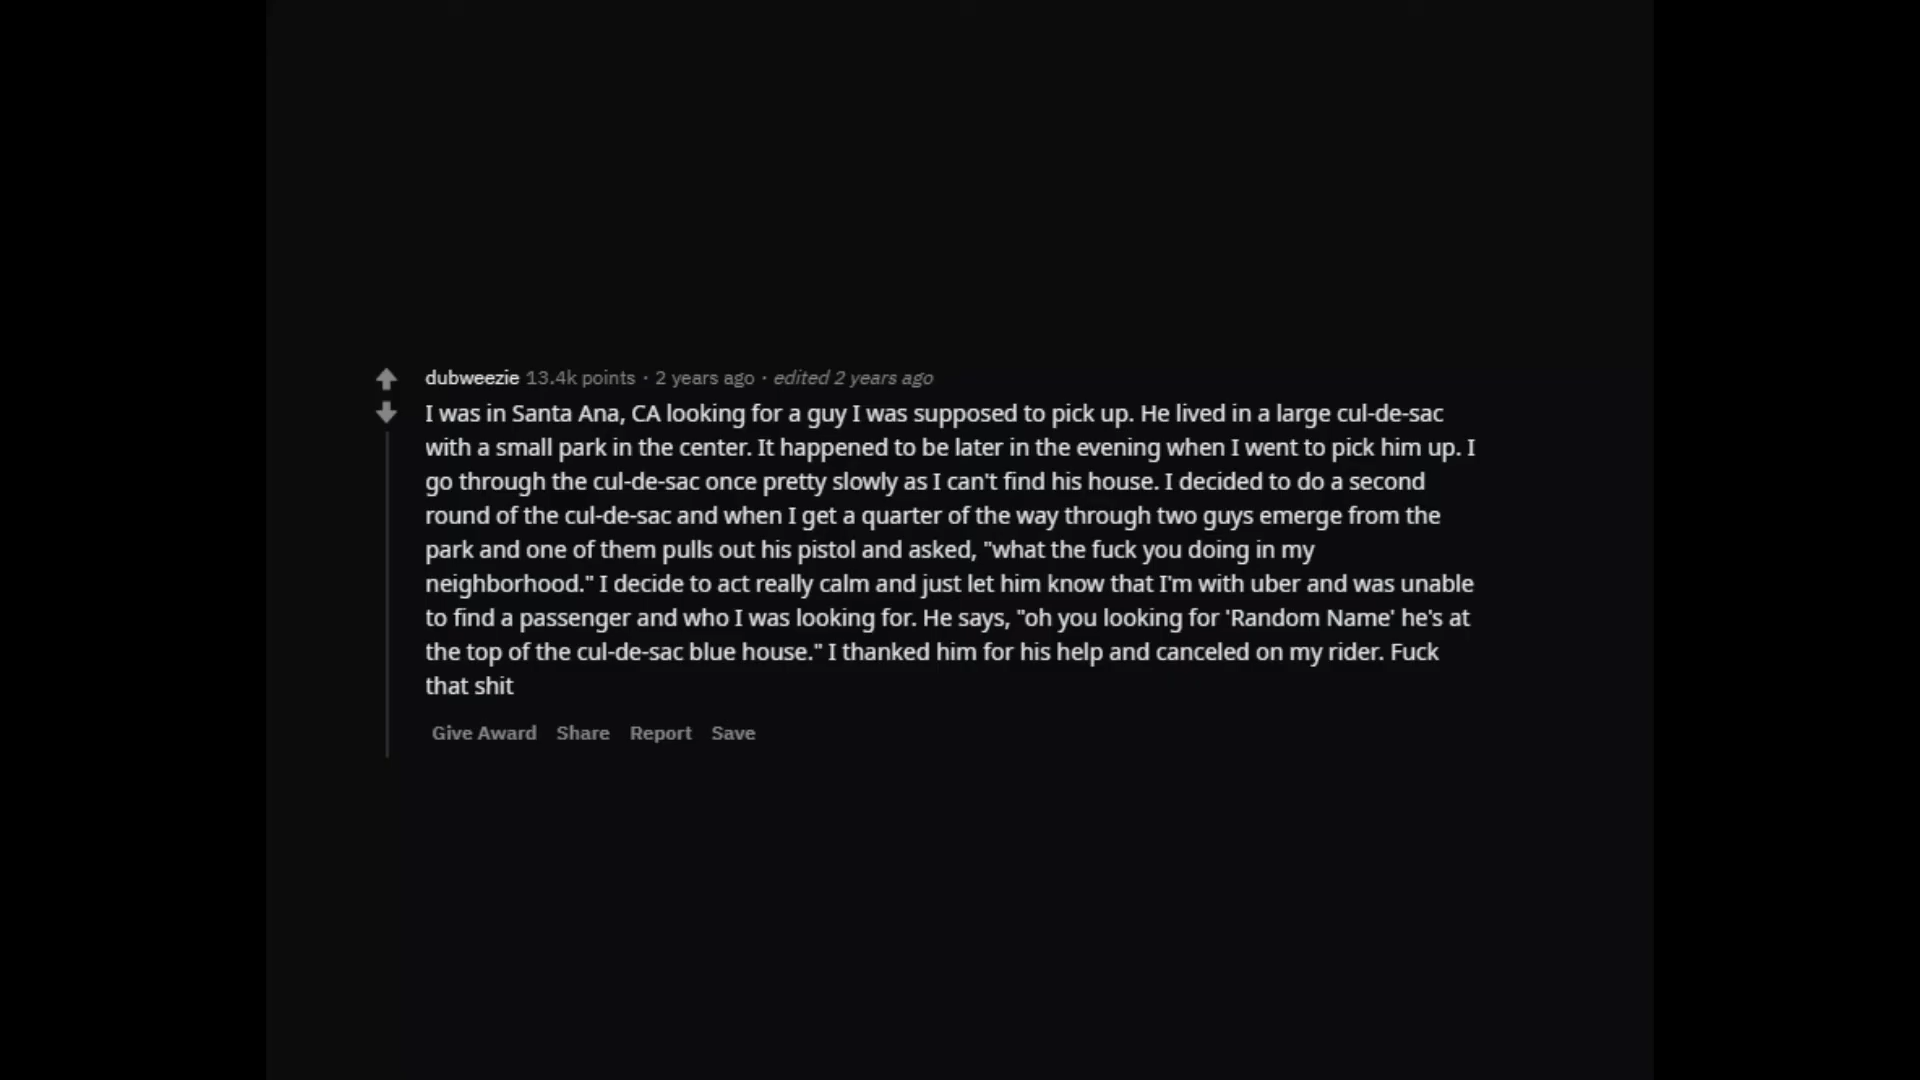 dubweezie 13.4k points · 2 years ago · edited 2 years ago
I was in Santa Ana, CA looking for a guy I was supposed to pick up. He lived in a large cul-de-sac
with a small park in the center. It happened to be later in the evening when I went to pick him up. I
go through the cul-de-sac once pretty slowly as I can't find his house. I decided to do a second
round of the cul-de-sac and when I get a quarter of the way through two guys emerge from the
park and one of them pulls out his pistol and asked, "what the fuck you doing in my
neighborhood." I decide to act really calm and just let him know that I'm with uber and was unable
to find a passenger and who I was looking for. He says, "oh you looking for 'Random Name' he's at
the top of the cul-de-sac blue house." I thanked him for his help and canceled on my rider. Fuck
that shit
Give Award Share Report Save